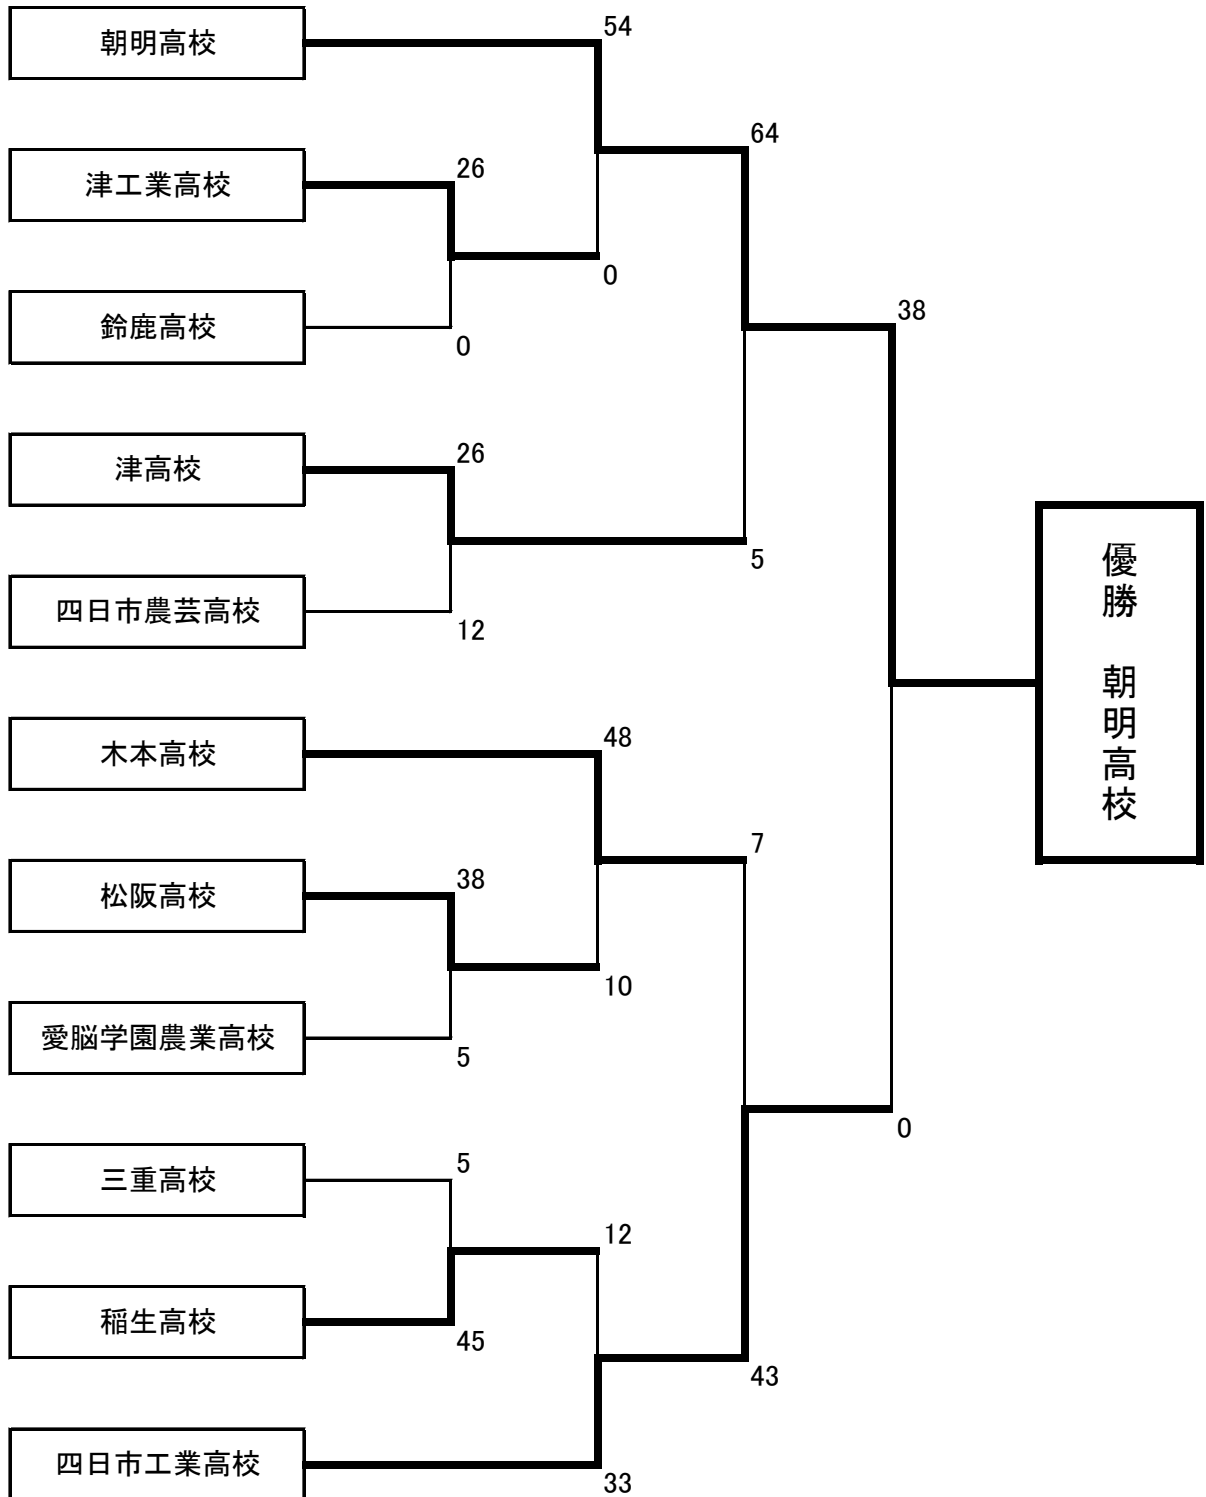 朝明高校
54
64
津工業高校
26
0
鈴鹿高校
0
38
津高校
26
5
四日市農芸高校
12
優勝　朝明高校
木本高校
48
7
松阪高校
38
10
愛脳学園農業高校
5
0
三重高校
5
12
稲生高校
45
43
四日市工業高校
33